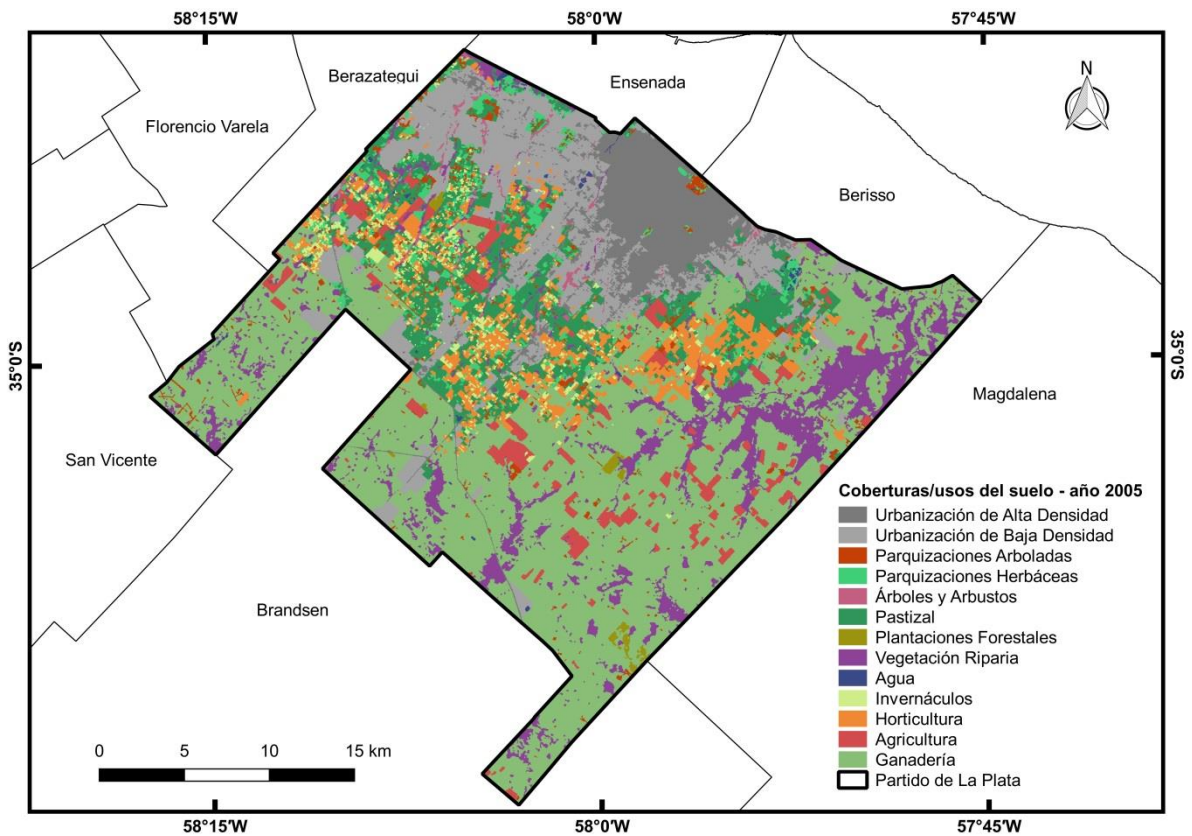 58°15'W
58°0'W
57°45'W
Berazategui
Ensenada
N
Florencio Varela
Berisso
35°0'S
35°0'S
Magdalena
San Vicente
Brandsen
Coberturas/usos del suelo - año 2005
Urbanización de Alta Densidad
Urbanización de Baja Densidad
Parquizaciones Arboladas
Parquizaciones Herbáceas
Árboles y Arbustos
Pastizal
Plantaciones Forestales
Vegetación Riparia
Agua
Invernáculos
Horticultura
Agricultura
Ganadería
Partido de La Plata
0 5 10 15 km
58°15'W
58°0'W
57°45'W